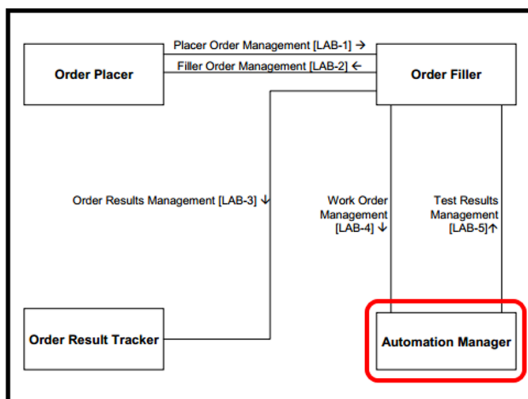 Placer Order Management [LAB-1] →
Filler Order Management [LAB-2] ←
Order Placer
Order Filler
Order Results Management [LAB-3] ↓
Work Order
Management
[LAB-4] ↓
Test Results
Management
[LAB-5]↑
Order Result Tracker
Automation Manager